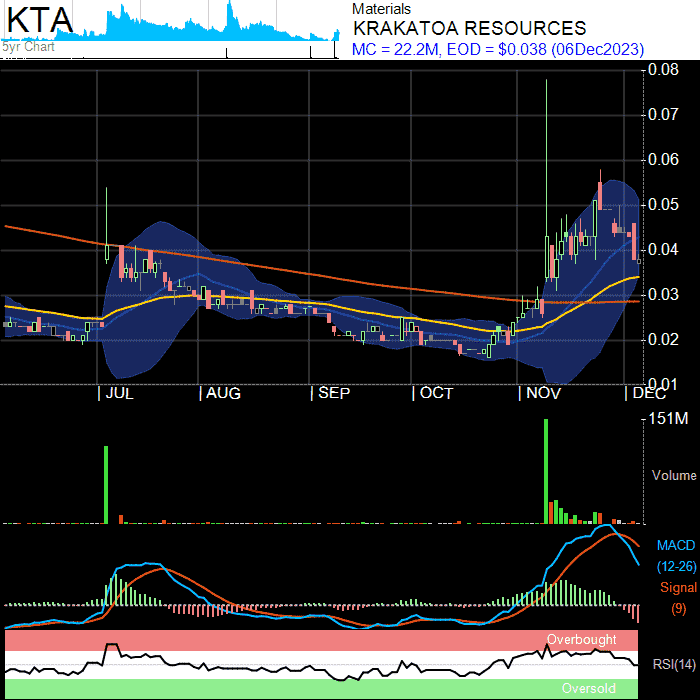 KTA
5yr Chart
Materials
KRAKATOA RESOURCES
MC = 22.2M, EOD = $0.038 (06Dec2023)
0.08
0.07
0.06
0.05
0.04
0.03
0.02
0.01
JUL
AUG
SEP
OCT
NOV
DEC
151M
Volume
MACD
(12-26)
Signal
(9)
Overbought
RSI(14)
Oversold